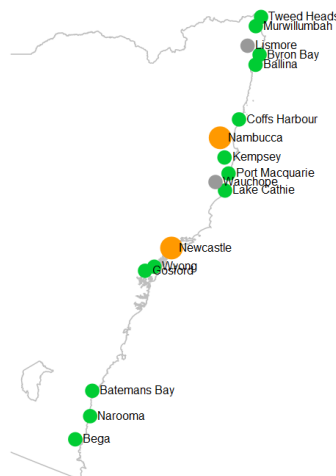 Tweed Heads
Murwillumbah
Lismore
Byron Bay
Ballina
Coffs Harbour
Nambucca
Kempsey
Port Macquarie
Wauchope
Lake Cathie
Newcastle
Wyong
Gosford
Batemans Bay
Narooma
Bega